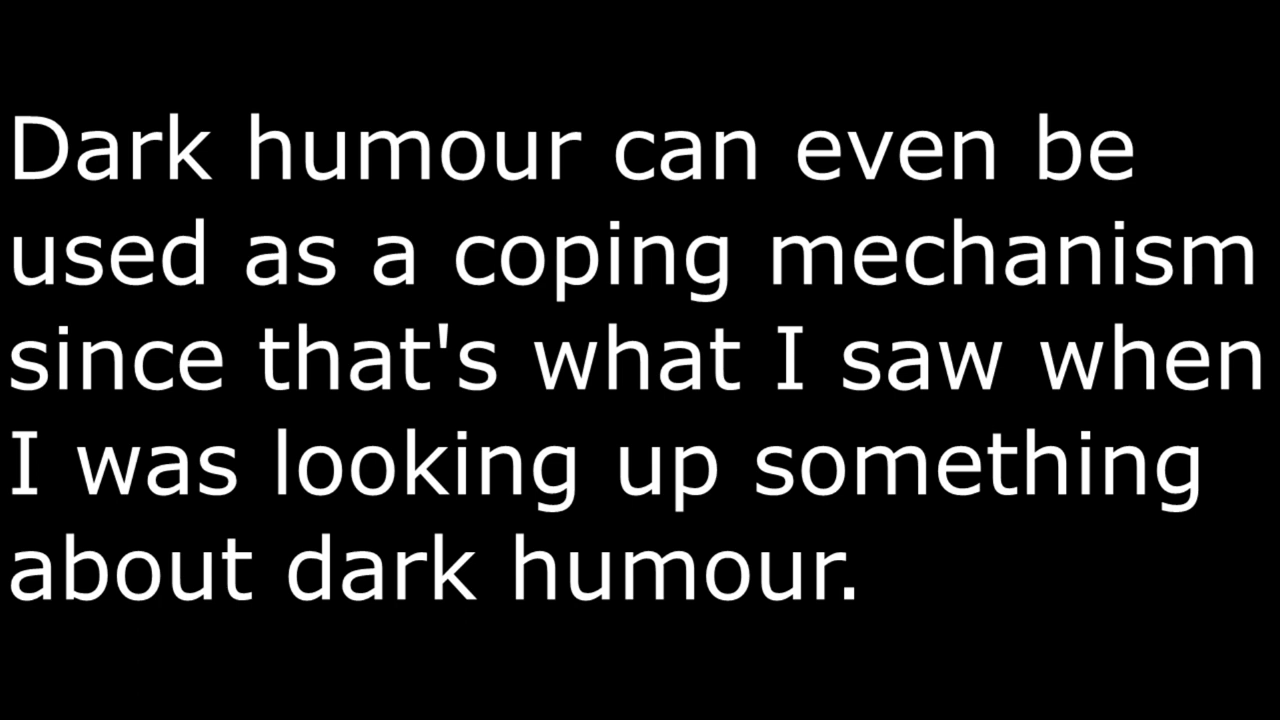 Dark humour can even be
used as a coping mechanism
since that's what I saw when
I was looking up something
about dark humour.